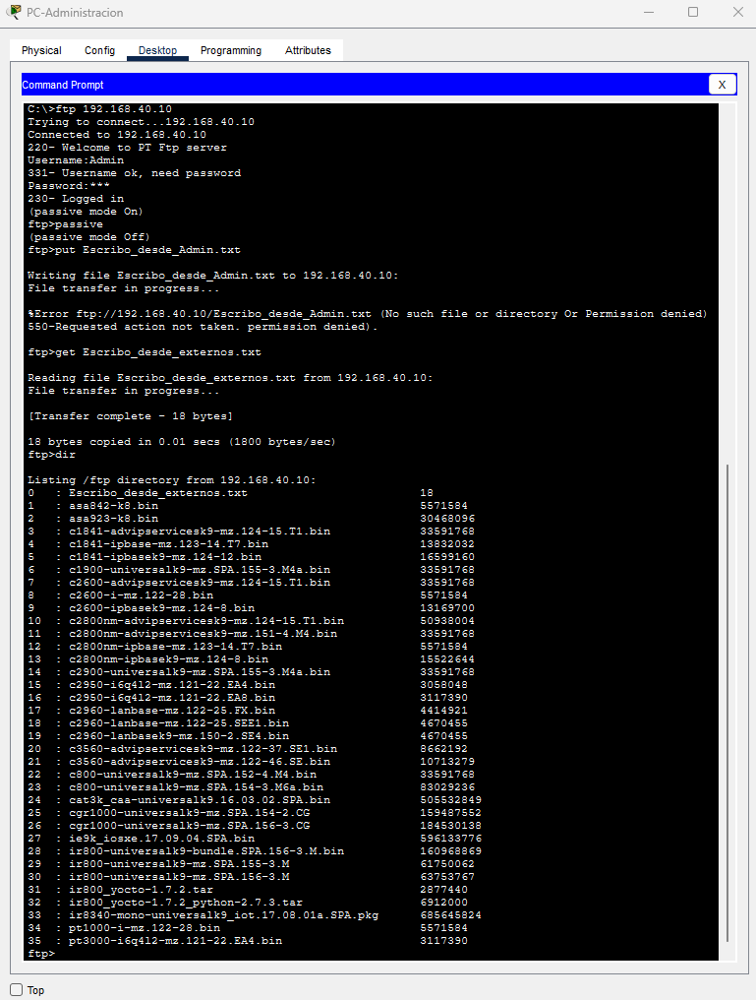 PC-Administracion
Physical Config Desktop Programming Attributes
Command Prompt X
C:\>ftp 192.168.40.10
Trying to connect...192.168.40.10
Connected to 192.168.40.10
220- Welcome to PT Ftp server
Username:Admin
331- Username ok, need password
Password:***
230- Logged in
(passive mode On)
ftp>passive
(passive mode Off)
ftp>put Escribo_desde_Admin.txt
Writing file Escribo_desde_Admin.txt to 192.168.40.10:
File transfer in progress...
%Error ftp://192.168.40.10/Escribo_desde_Admin.txt (No such file or directory Or Permission denied)
550-Requested action not taken. permission denied).
ftp>get Escribo_desde_externos.txt
Reading file Escribo_desde_externos.txt from 192.168.40.10:
File transfer in progress...
[Transfer complete - 18 bytes]
18 bytes copied in 0.01 secs (1800 bytes/sec)
ftp>dir
Listing /ftp directory from 192.168.40.10:
0 : Escribo_desde_externos.txt 18
1 : asa842-k8.bin 5571584
2 : asa923-k8.bin 30468096
3 : c1841-advipservicesk9-mz.124-15.T1.bin 33591768
4 : c1841-ipbase-mz.123-14.T7.bin 13832032
5 : c1841-ipbasek9-mz.124-12.bin 16599160
6 : c1900-universalk9-mz.SPA.155-3.M4a.bin 33591768
7 : c2600-advipservicesk9-mz.124-15.T1.bin 33591768
8 : c2600-i-mz.122-28.bin 5571584
9 : c2600-ipbasek9-mz.124-8.bin 13169700
10 : c2800nm-advipservicesk9-mz.124-15.T1.bin 50938004
11 : c2800nm-advipservicesk9-mz.151-4.M4.bin 33591768
12 : c2800nm-ipbase-mz.123-14.T7.bin 5571584
13 : c2800nm-ipbasek9-mz.124-8.bin 15522644
14 : c2900-universalk9-mz.SPA.155-3.M4a.bin 33591768
15 : c2950-i6q4l2-mz.121-22.EA4.bin 3058048
16 : c2950-i6q4l2-mz.121-22.EA8.bin 3117390
17 : c2960-lanbase-mz.122-25.FX.bin 4414921
18 : c2960-lanbase-mz.122-25.SEE1.bin 4670455
19 : c2960-lanbasek9-mz.150-2.SE4.bin 4670455
20 : c3560-advipservicesk9-mz.122-37.SE1.bin 8662192
21 : c3560-advipservicesk9-mz.122-46.SE.bin 10713279
22 : c800-universalk9-mz.SPA.152-4.M4.bin 33591768
23 : c800-universalk9-mz.SPA.154-3.M6a.bin 83029236
24 : cat3k_caa-universalk9.16.03.02.SPA.bin 505532849
25 : cgr1000-universalk9-mz.SPA.154-2.CG 159487552
26 : cgr1000-universalk9-mz.SPA.156-3.CG 184530138
27 : ie9k_iosxe.17.09.04.SPA.bin 596133776
28 : ir800-universalk9-bundle.SPA.156-3.M.bin 160968869
29 : ir800-universalk9-mz.SPA.155-3.M 61750062
30 : ir800-universalk9-mz.SPA.156-3.M 63753767
31 : ir800_yocto-1.7.2.tar 2877440
32 : ir800_yocto-1.7.2_python-2.7.3.tar 6912000
33 : ir8340-mono-universalk9_iot.17.08.01a.SPA.pkg 685645824
34 : pt1000-i-mz.122-28.bin 5571584
35 : pt3000-i6q4l2-mz.121-22.EA4.bin 3117390
ftp>
Top